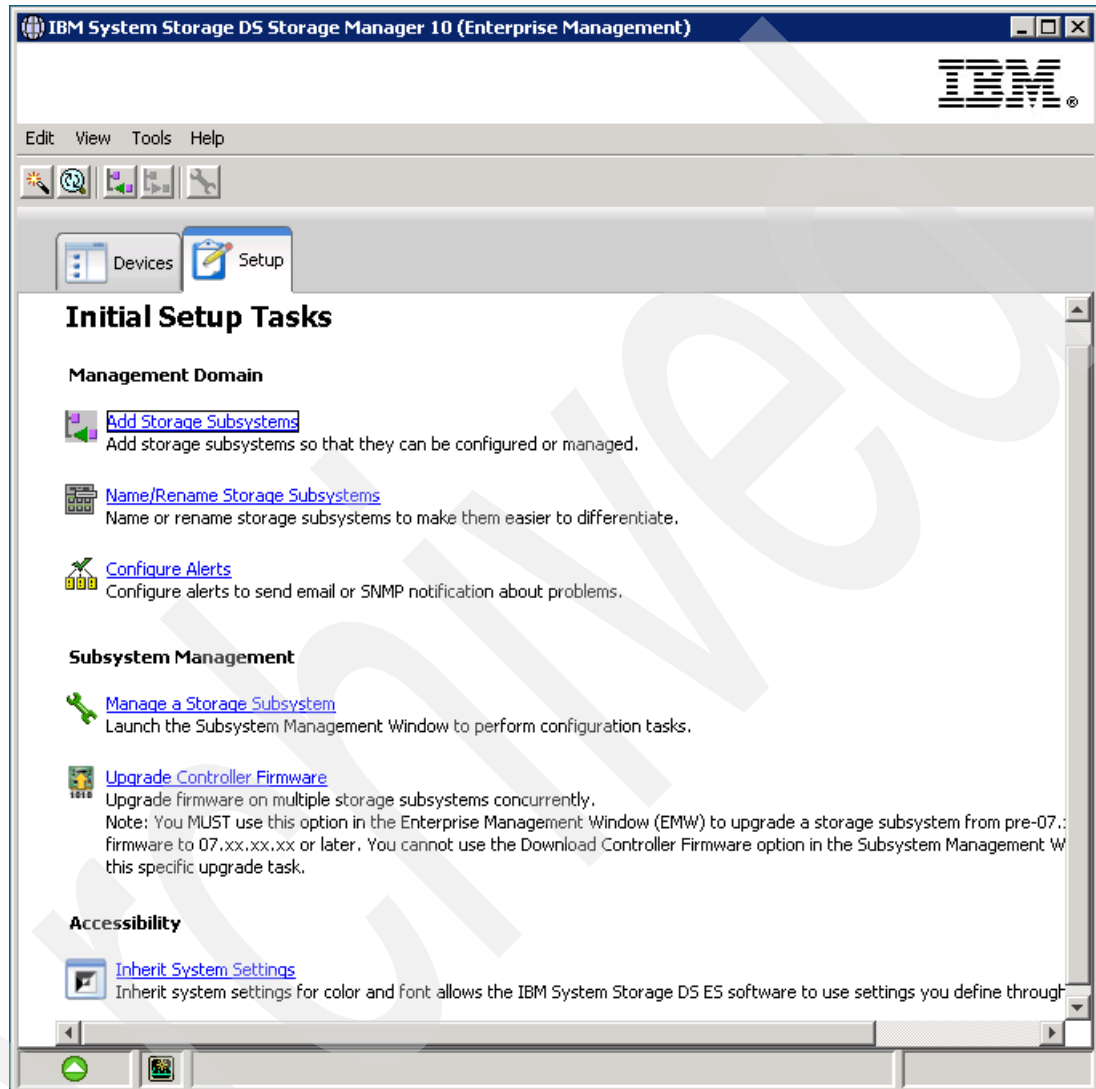 IBM System Storage DS Storage Manager 10 (Enterprise Management)
IBM®
Edit View Tools Help
Devices Setup
Initial Setup Tasks
Management Domain
Add Storage Subsystems
Add storage subsystems so that they can be configured or managed.
Name/Rename Storage Subsystems
Name or rename storage subsystems to make them easier to differentiate.
Configure Alerts
Configure alerts to send email or SNMP notification about problems.
Subsystem Management
Manage a Storage Subsystem
Launch the Subsystem Management Window to perform configuration tasks.
Upgrade Controller Firmware
Upgrade firmware on multiple storage subsystems concurrently.
Note: You MUST use this option in the Enterprise Management Window (EMW) to upgrade a storage subsystem from pre-07.
firmware to 07.xx.xx.xx or later. You cannot use the Download Controller Firmware option in the Subsystem Management W
this specific upgrade task.
Accessibility
Inherit System Settings
Inherit system settings for color and font allows the IBM System Storage DS ES software to use settings you define through